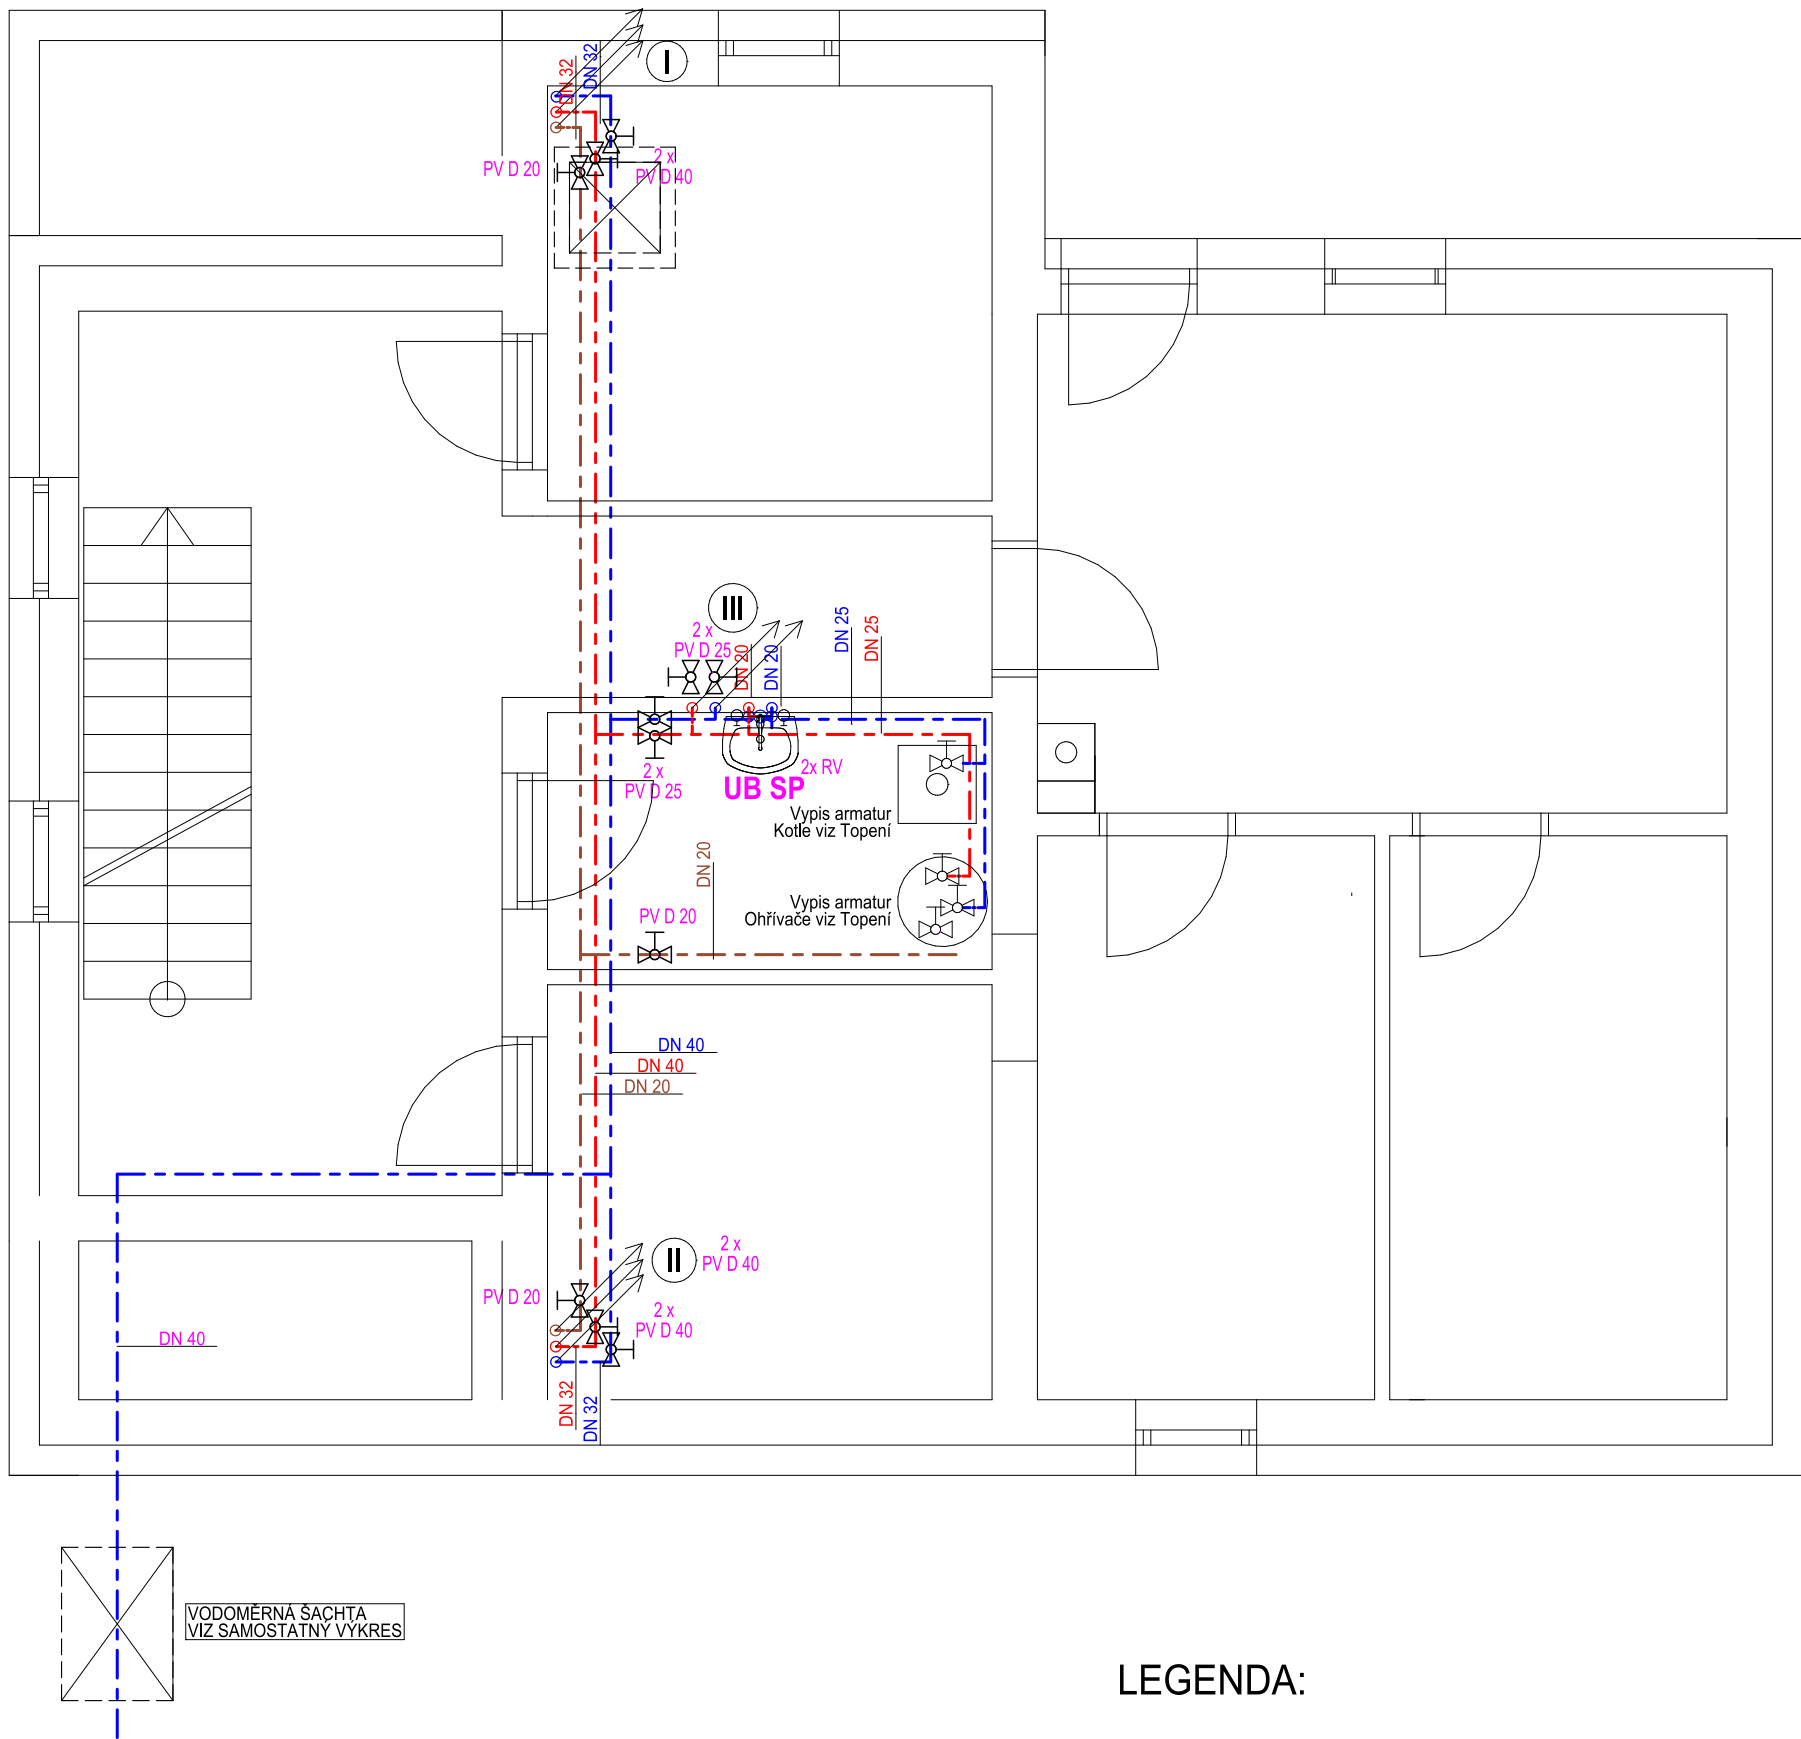 DN 32
DN 32
I
PV D 20
2 x
PV D 40
III
2 x
PV D 25
DN 20
DN 20
DN 25
DN 25
2 x
PV D 25
UB SP
2x RV
Vypis armatur
Kotle viz Topení
DN 20
Vypis armatur
Ohřívače viz Topení
PV D 20
DN 40
DN 40
DN 20
II
2 x
PV D 40
PV D 20
2 x
PV D 40
DN 40
DN 32
DN 32
VODOMĚRNÁ ŠACHTA
VIZ SAMOSTATNÝ VÝKRES
LEGENDA: